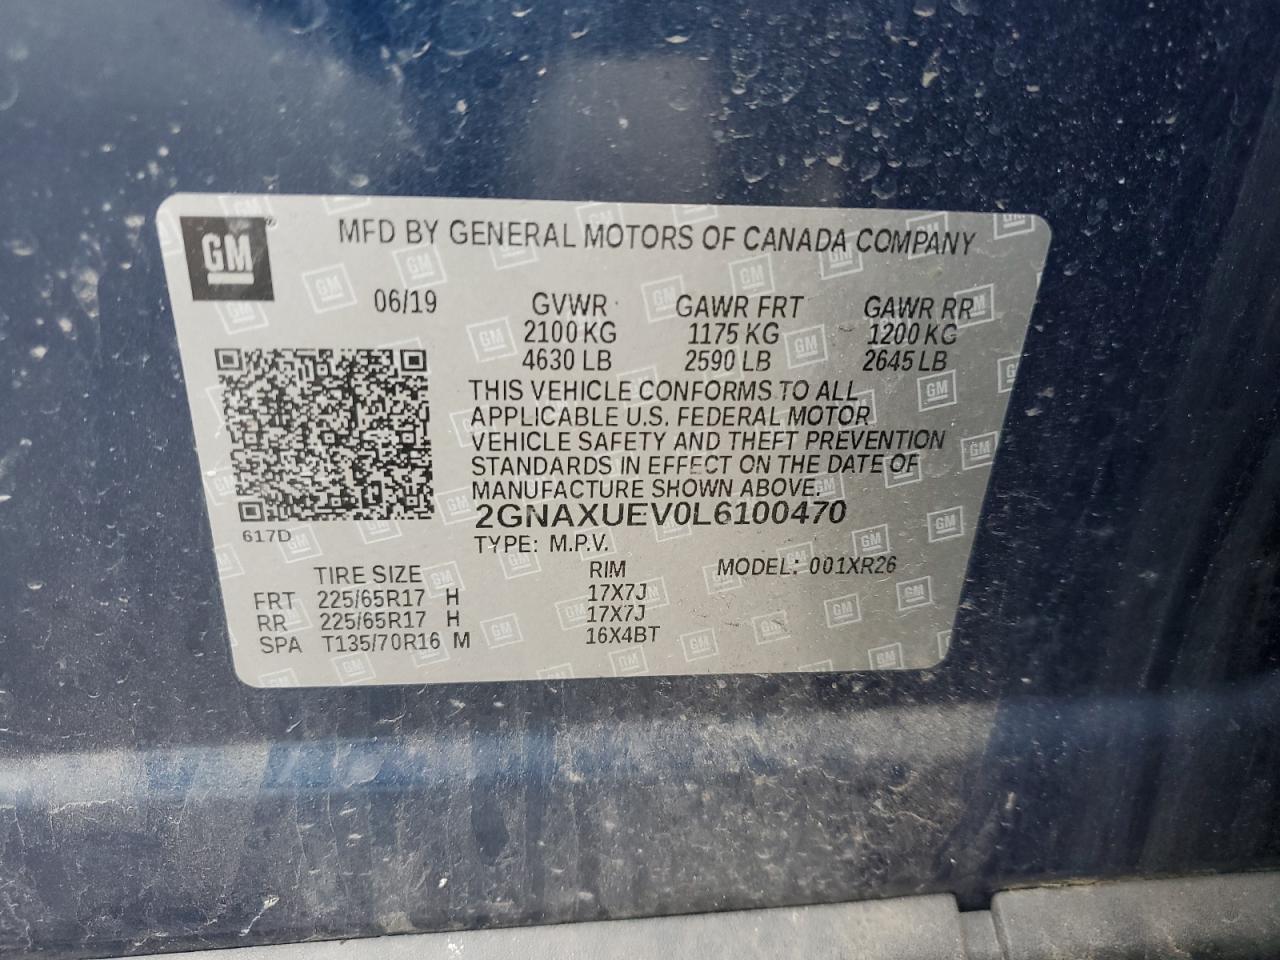 GM ® MFD BY GENERAL MOTORS OF CANADA COMPANY
06/19 GVWR GAWR FRT GAWR RR
2100 KG 1175 KG 1200 KG
4630 LB 2590 LB 2645 LB
THIS VEHICLE CONFORMS TO ALL
APPLICABLE U.S. FEDERAL MOTOR
VEHICLE SAFETY AND THEFT PREVENTION
STANDARDS IN EFFECT ON THE DATE OF
MANUFACTURE SHOWN ABOVE.
2GNAXUEV0L6100470
617D
TYPE: M.P.V.
TIRE SIZE RIM MODEL: 001XR26
FRT 225/65R17 H 17X7J
RR 225/65R17 H 17X7J
SPA T135/70R16 M 16X4BT